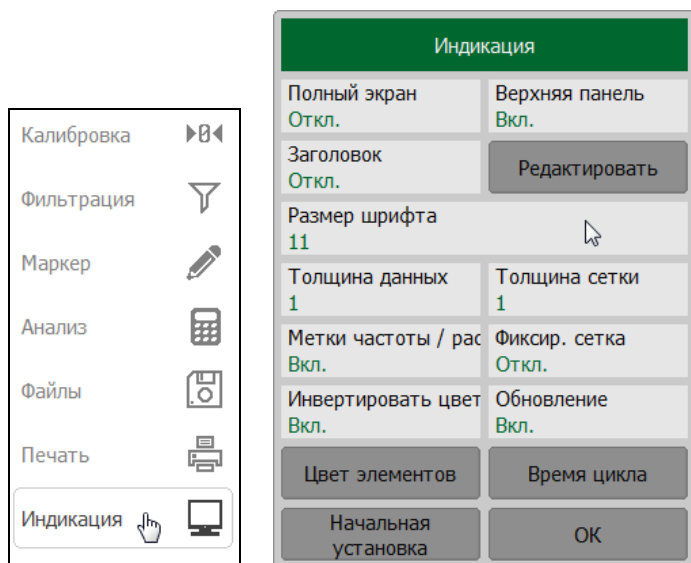 Калибровка
Фильтрация
Маркер
Анализ
Файлы
Печать
Индикация
Индикация
Полный экран
Откл.
Верхняя панель
Вкл.
Заголовок
Откл.
Редактировать
Размер шрифта
11
Толщина данных
1
Толщина сетки
1
Метки частоты / рас
Вкл.
Фиксир. сетка
Откл.
Инвертировать цвет
Вкл.
Обновление
Вкл.
Цвет элементов
Время цикла
Начальная
установка
ОК